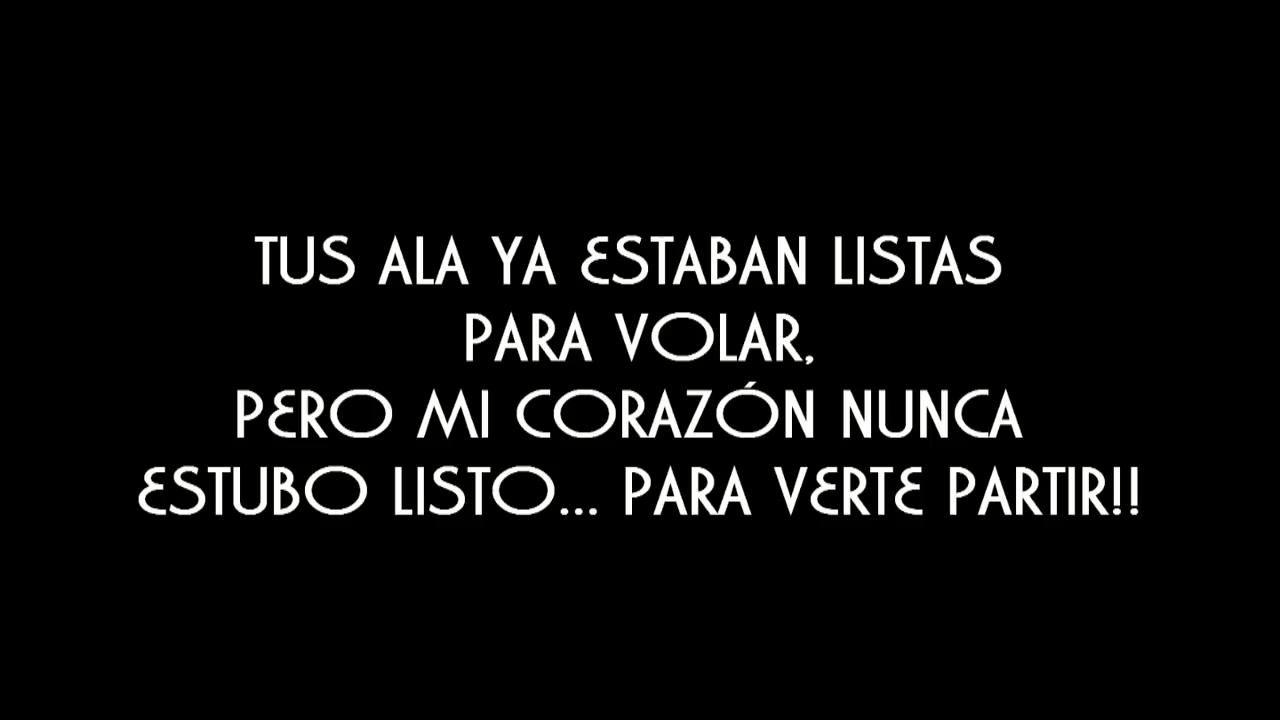 TUS ALA YA ESTABAN LISTAS
PARA VOLAR,
PERO MI CORAZÓN NUNCA
ESTUBO LISTO... PARA VERTE PARTIR!!